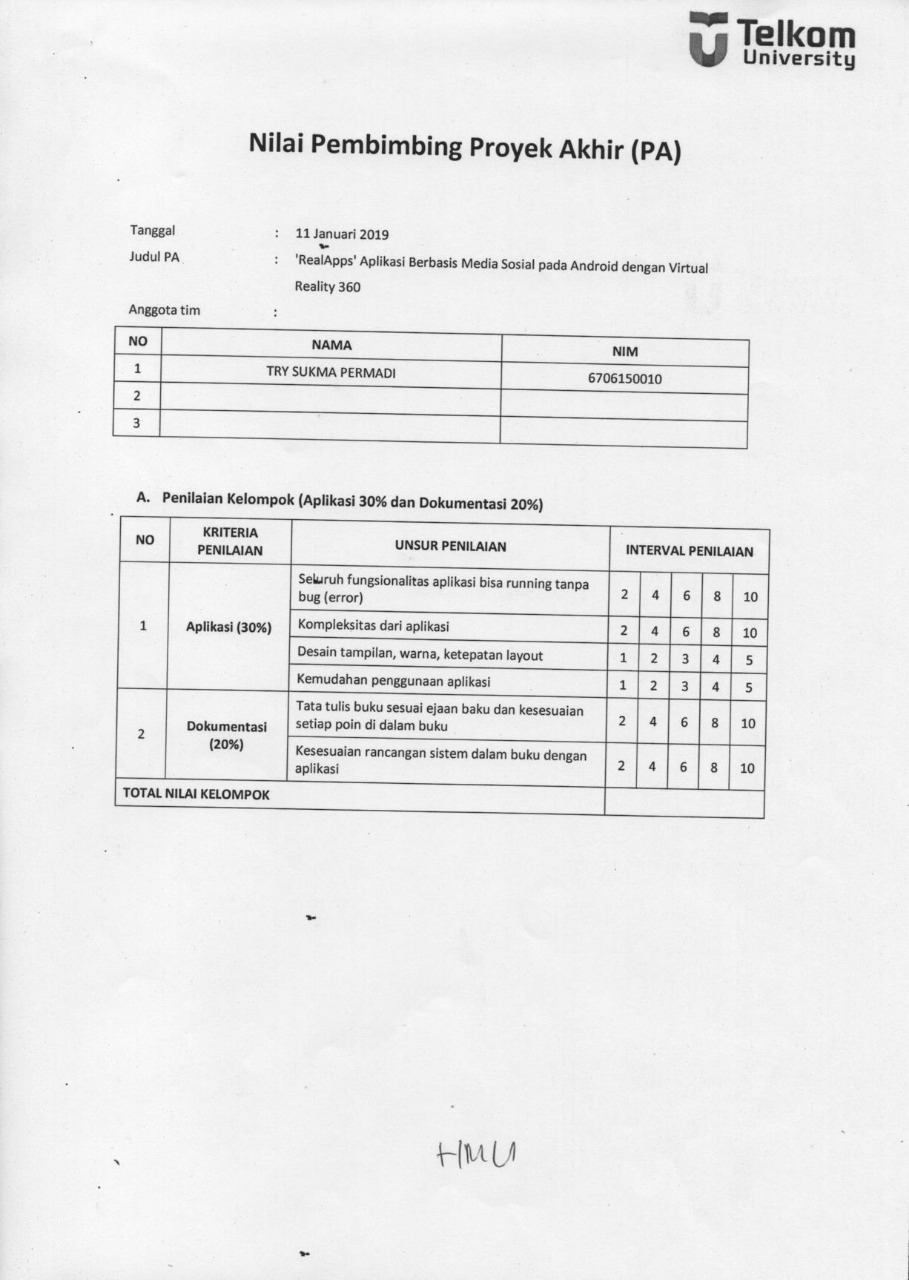 Telkom
University
Nilai Pembimbing Proyek Akhir (PA)
Tanggal : 11 Januari 2019
Judul PA : 'RealApps' Aplikasi Berbasis Media Sosial pada Android dengan Virtual
Reality 360
Anggota tim :
NO NAMA NIM
1 TRY SUKMA PERMADI 6706150010
2
3
A. Penilaian Kelompok (Aplikasi 30% dan Dokumentasi 20%)
NO KRITERIA PENILAIAN UNSUR PENILAIAN INTERVAL PENILAIAN
1 Aplikasi (30%)
Seluruh fungsionalitas aplikasi bisa running tanpa
bug (error) 2 4 6 8 10
Kompleksitas dari aplikasi 2 4 6 8 10
Desain tampilan, warna, ketepatan layout 1 2 3 4 5
Kemudahan penggunaan aplikasi 1 2 3 4 5
2 Dokumentasi (20%)
Tata tulis buku sesuai ejaan baku dan kesesuaian
setiap poin di dalam buku 2 4 6 8 10
Kesesuaian rancangan sistem dalam buku dengan
aplikasi 2 4 6 8 10
TOTAL NILAI KELOMPOK
HMU